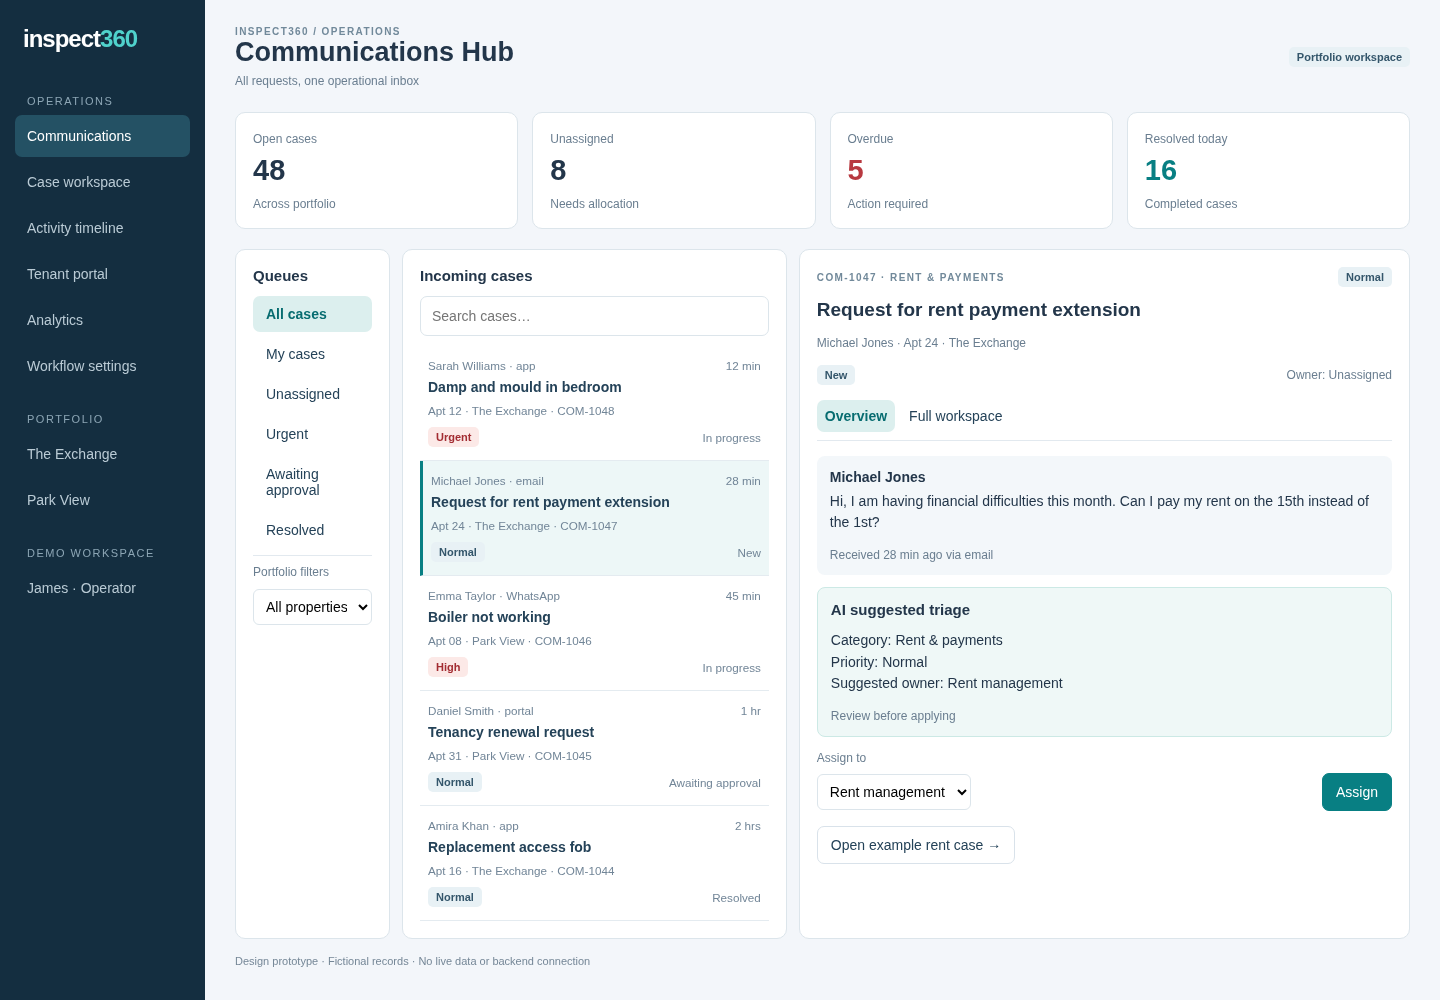 inspect360
OPERATIONS
Communications
Case workspace
Activity timeline
Tenant portal
Analytics
Workflow settings
PORTFOLIO
The Exchange
Park View
DEMO WORKSPACE
James · Operator
INSPECT360 / OPERATIONS
Communications Hub
All requests, one operational inbox
Portfolio workspace
Open cases
48
Across portfolio
Unassigned
8
Needs allocation
Overdue
5
Action required
Resolved today
16
Completed cases
Queues
All cases
My cases
Unassigned
Urgent
Awaiting
approval
Resolved
Portfolio filters
All properties
Incoming cases
Search cases…
Sarah Williams · app 12 min
Damp and mould in bedroom
Apt 12 · The Exchange · COM-1048
Urgent In progress
Michael Jones · email 28 min
Request for rent payment extension
Apt 24 · The Exchange · COM-1047
Normal New
Emma Taylor · WhatsApp 45 min
Boiler not working
Apt 08 · Park View · COM-1046
High In progress
Daniel Smith · portal 1 hr
Tenancy renewal request
Apt 31 · Park View · COM-1045
Normal Awaiting approval
Amira Khan · app 2 hrs
Replacement access fob
Apt 16 · The Exchange · COM-1044
Normal Resolved
COM-1047 · RENT & PAYMENTS Normal
Request for rent payment extension
Michael Jones · Apt 24 · The Exchange
New Owner: Unassigned
Overview Full workspace
Michael Jones
Hi, I am having financial difficulties this month. Can I pay my rent on the 15th instead of
the 1st?
Received 28 min ago via email
AI suggested triage
Category: Rent & payments
Priority: Normal
Suggested owner: Rent management
Review before applying
Assign to
Rent management Assign
Open example rent case →
Design prototype · Fictional records · No live data or backend connection